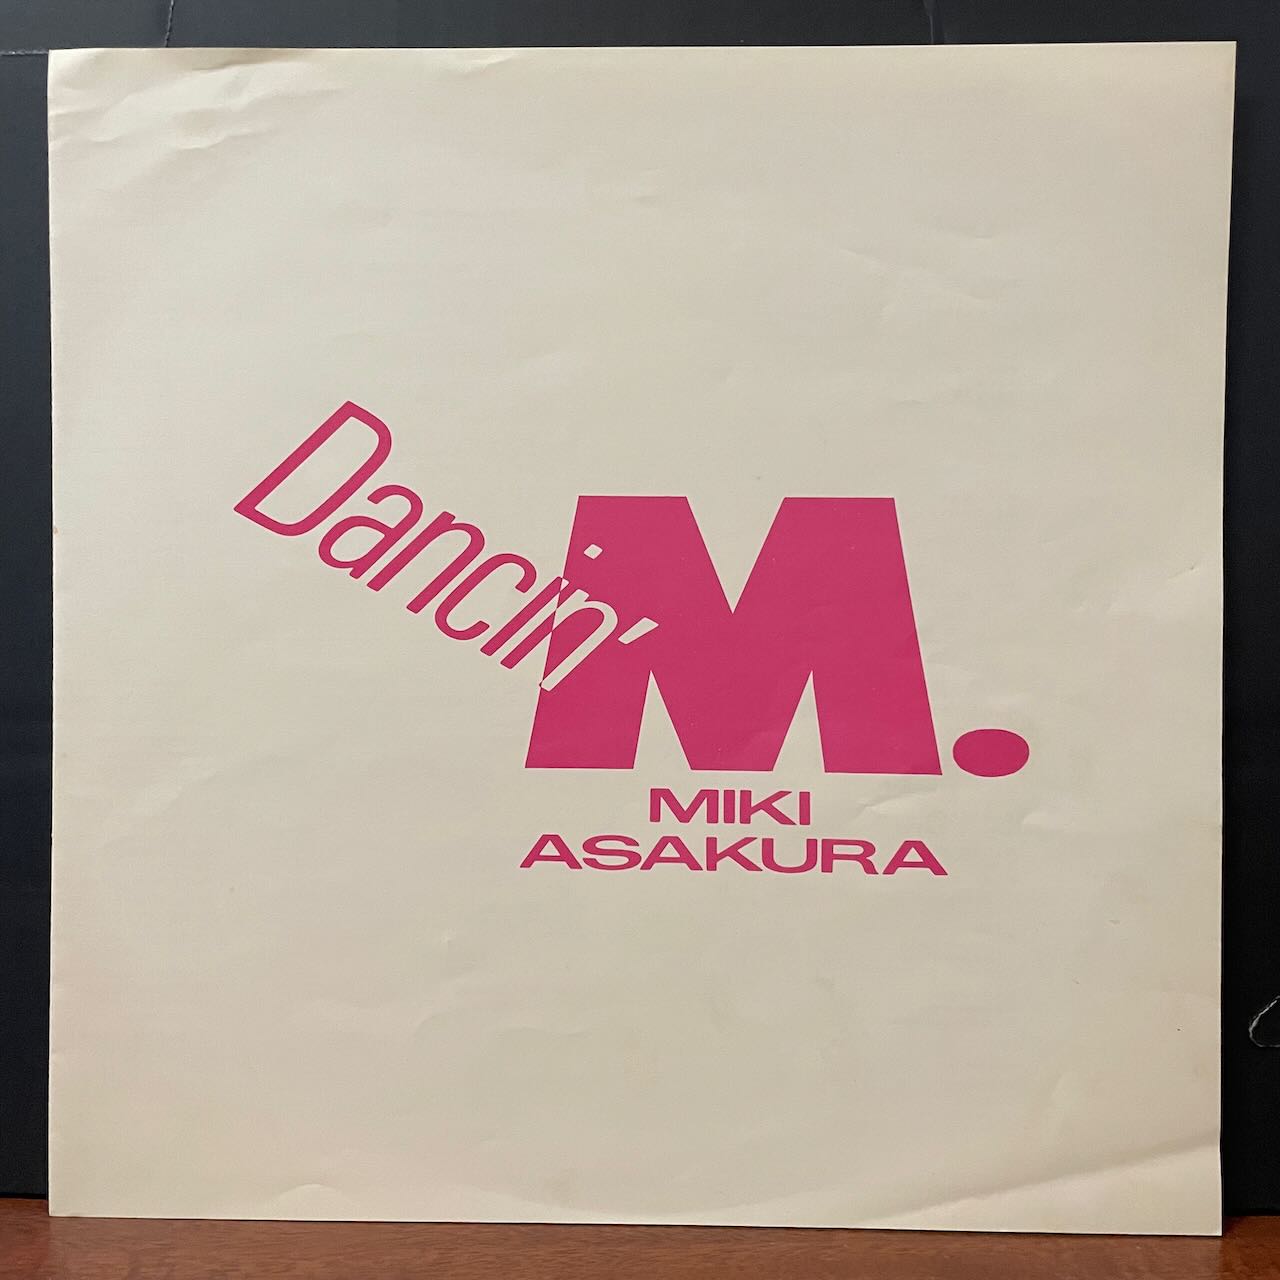 Dancin' M.
MIKI
ASAKURA